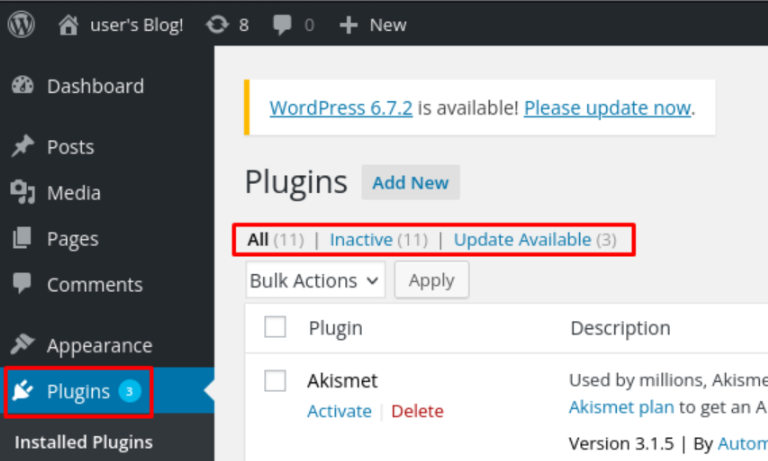 user's Blog! 8 0 + New
Dashboard
Posts
Media
Pages
Comments
Appearance
Plugins 3
Installed Plugins
WordPress 6.7.2 is available! Please update now.
Plugins Add New
All (11) | Inactive (11) | Update Available (3)
Bulk Actions Apply
Plugin Description
Akismet Used by millions, Akisme
Activate | Delete Akismet plan to get an A
Version 3.1.5 | By Autom